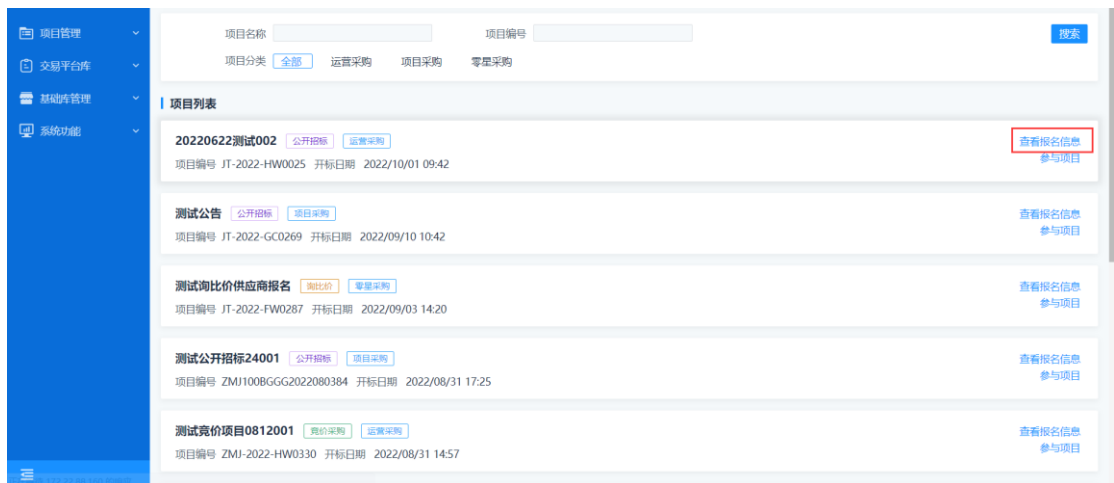 项目管理
交易平台库
基础库管理
系统功能
项目名称 项目编号 搜索
项目分类 全部 运营采购 项目采购 零星采购
项目列表
20220622测试002 公开招标 运营采购 查看报名信息
项目编号 JT-2022-HW0025 开标日期 2022/10/01 09:42 参与项目
测试公告 公开招标 项目采购 查看报名信息
项目编号 JT-2022-GC0269 开标日期 2022/09/10 10:42 参与项目
测试询比价供应商报名 询比价 零星采购 查看报名信息
项目编号 JT-2022-FW0287 开标日期 2022/09/03 14:20 参与项目
测试公开招标24001 公开招标 项目采购 查看报名信息
项目编号 ZMJ100BGGG2022080384 开标日期 2022/08/31 17:25 参与项目
测试竞价项目0812001 竞价采购 运营采购 查看报名信息
项目编号 ZMJ-2022-HW0330 开标日期 2022/08/31 14:57 参与项目